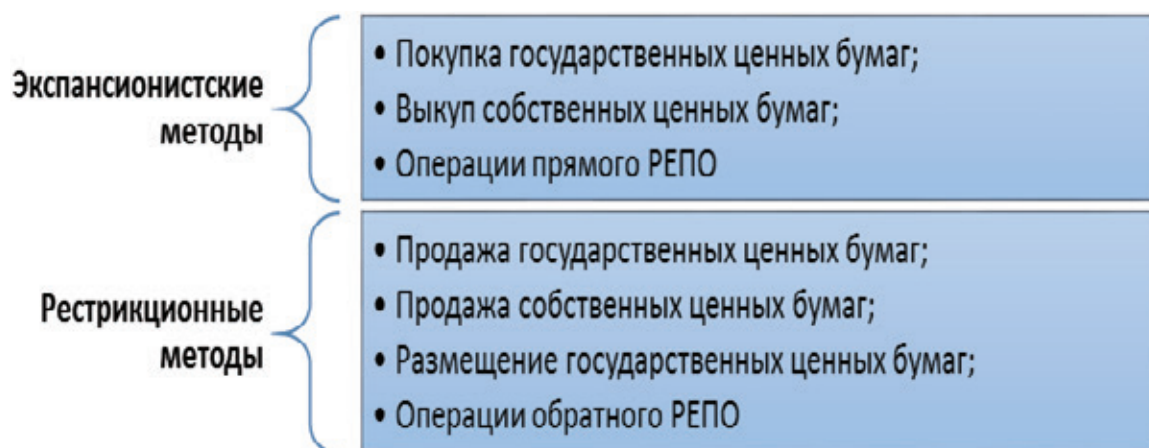 Экспансионистские
методы
• Покупка государственных ценных бумаг;
• Выкуп собственных ценных бумаг;
• Операции прямого РЕПО
Рестрикционные
методы
• Продажа государственных ценных бумаг;
• Продажа собственных ценных бумаг;
• Размещение государственных ценных бумаг;
• Операции обратного РЕПО